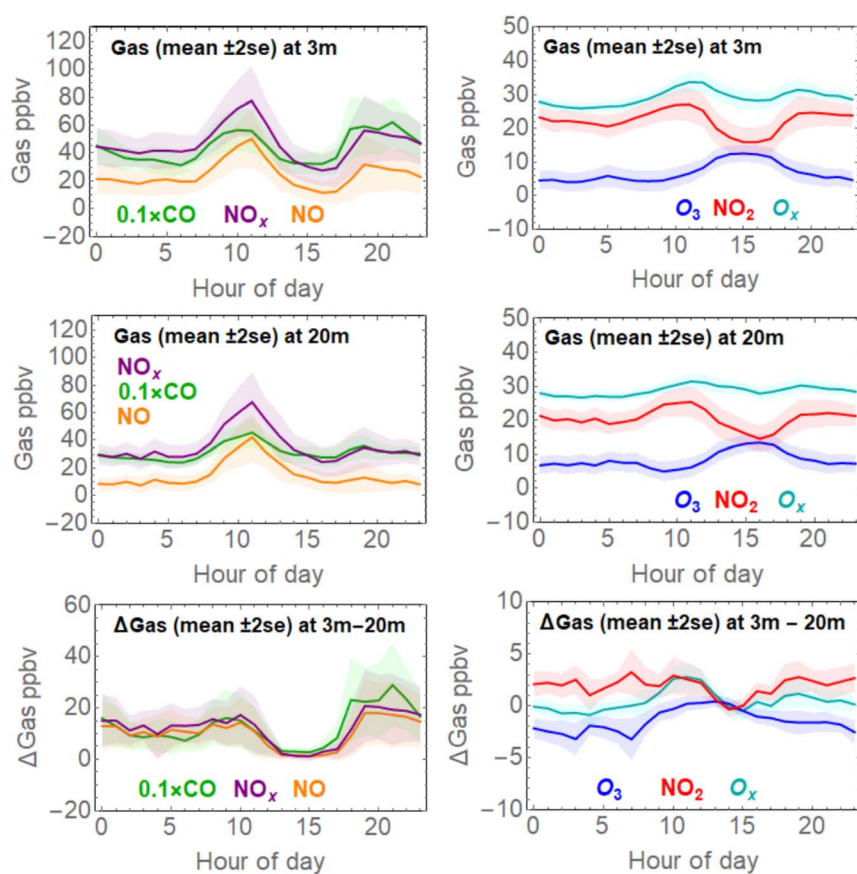 Gas (mean ±2se) at 3m
Gas ppbv
120
100
80
60
40
20
0
−20
0.1×CO NOx NO
0 5 10 15 20
Hour of day
Gas (mean ±2se) at 3m
Gas ppbv
50
40
30
20
10
0
−10
O3 NO2 Ox
0 5 10 15 20
Hour of day
Gas (mean ±2se) at 20m
Gas ppbv
120
100
80
60
40
20
0
−20
NOx
0.1×CO
NO
0 5 10 15 20
Hour of day
Gas (mean ±2se) at 20m
Gas ppbv
50
40
30
20
10
0
−10
O3 NO2 Ox
0 5 10 15 20
Hour of day
ΔGas (mean ±2se) at 3m−20m
ΔGas ppbv
60
40
20
0
−20
0.1×CO NOx NO
0 5 10 15 20
Hour of day
ΔGas (mean ±2se) at 3m − 20m
ΔGas ppbv
10
5
0
−5
−10
O3 NO2 Ox
0 5 10 15 20
Hour of day